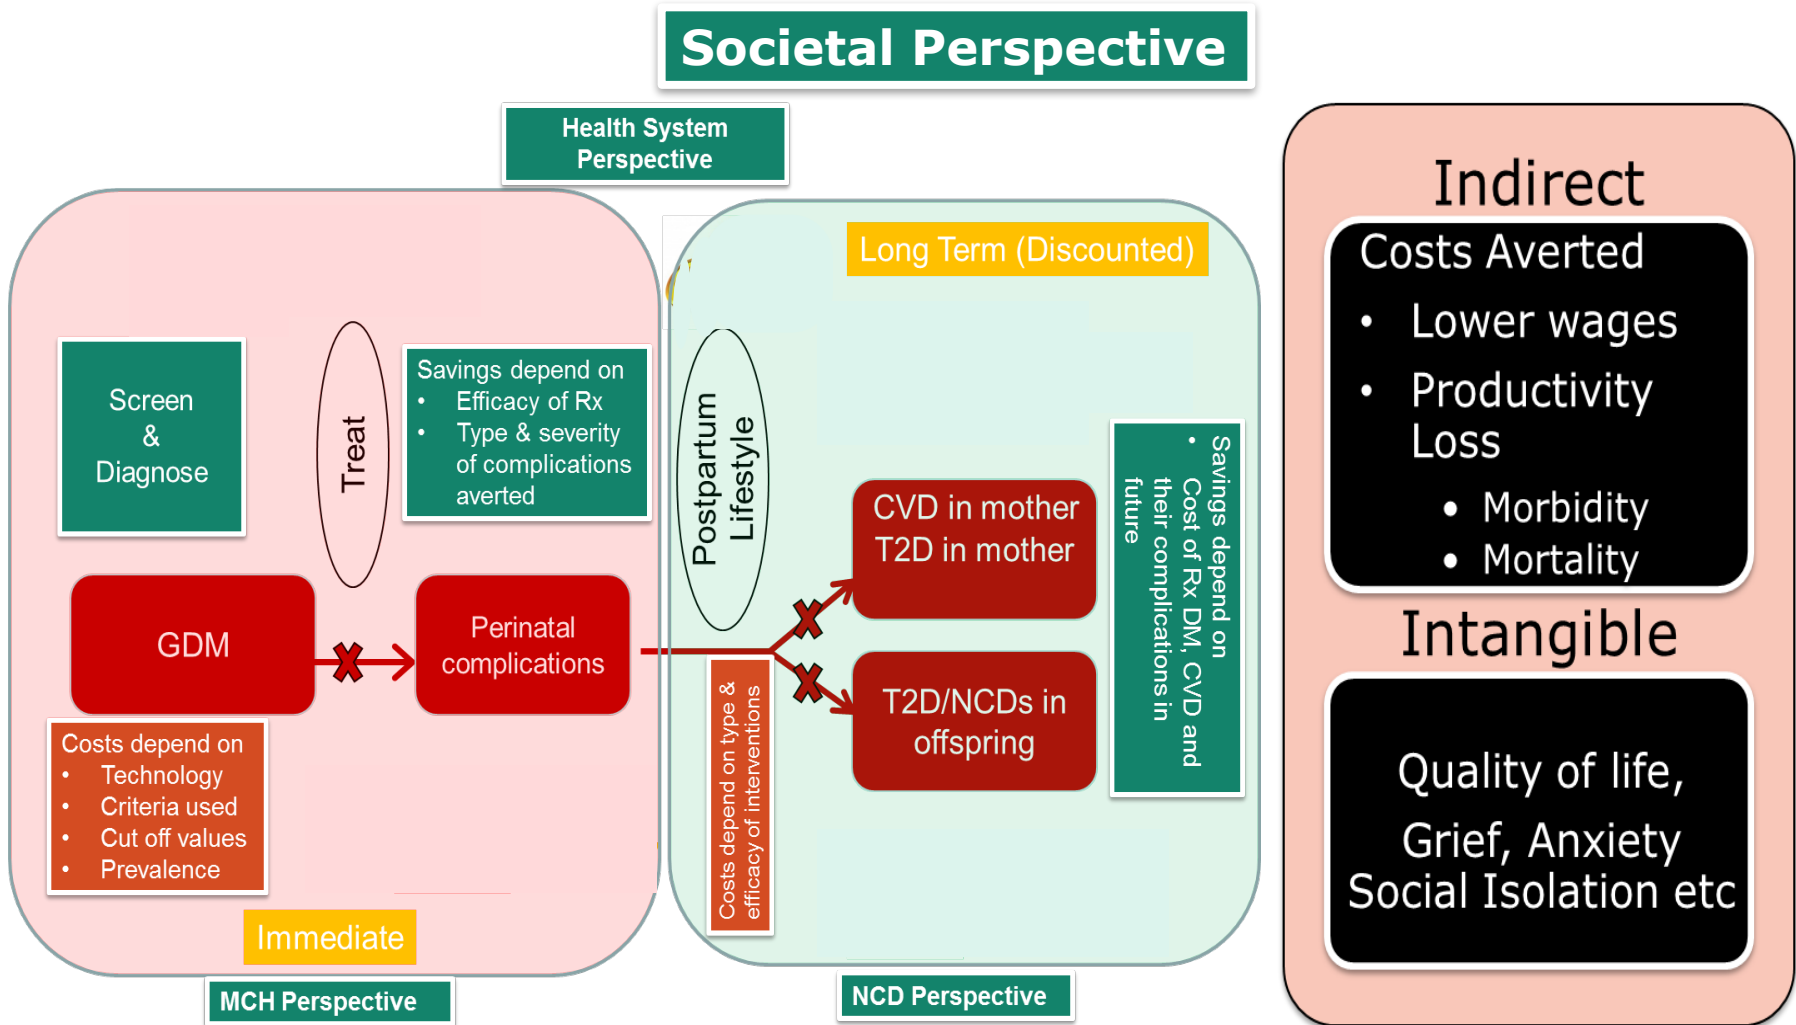 Societal Perspective
Health System
Perspective
Long Term (Discounted)
Screen
&
Diagnose
Treat
Savings depend on
• Efficacy of Rx
• Type & severity
of complications
averted
Postpartum
Lifestyle
GDM
Perinatal
complications
CVD in mother
T2D in mother
T2D/NCDs in
offspring
Savings depend on
• Cost of Rx DM, CVD and
their complications in
future
Costs depend on
• Technology
• Criteria used
• Cut off values
• Prevalence
Costs depend on type &
efficacy of interventions
Immediate
MCH Perspective
NCD Perspective
Indirect
Costs Averted
• Lower wages
• Productivity
Loss
• Morbidity
• Mortality
Intangible
Quality of life,
Grief, Anxiety
Social Isolation etc